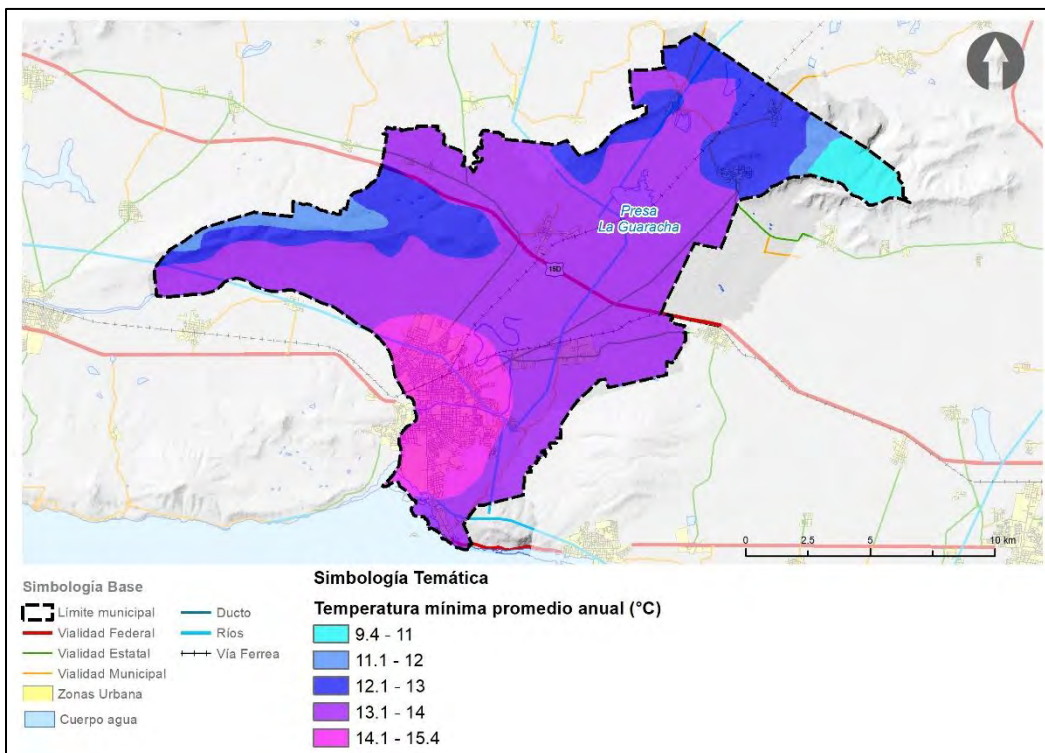 Presa
La Guaracha
15D
0
2.5
5
10 km
Simbología Base
Límite municipal
Vialidad Federal
Vialidad Estatal
Vialidad Municipal
Zonas Urbana
Cuerpo agua
Ducto
Ríos
Vía Ferrea
Simbología Temática
Temperatura mínima promedio anual (°C)
9.4 - 11
11.1 - 12
12.1 - 13
13.1 - 14
14.1 - 15.4